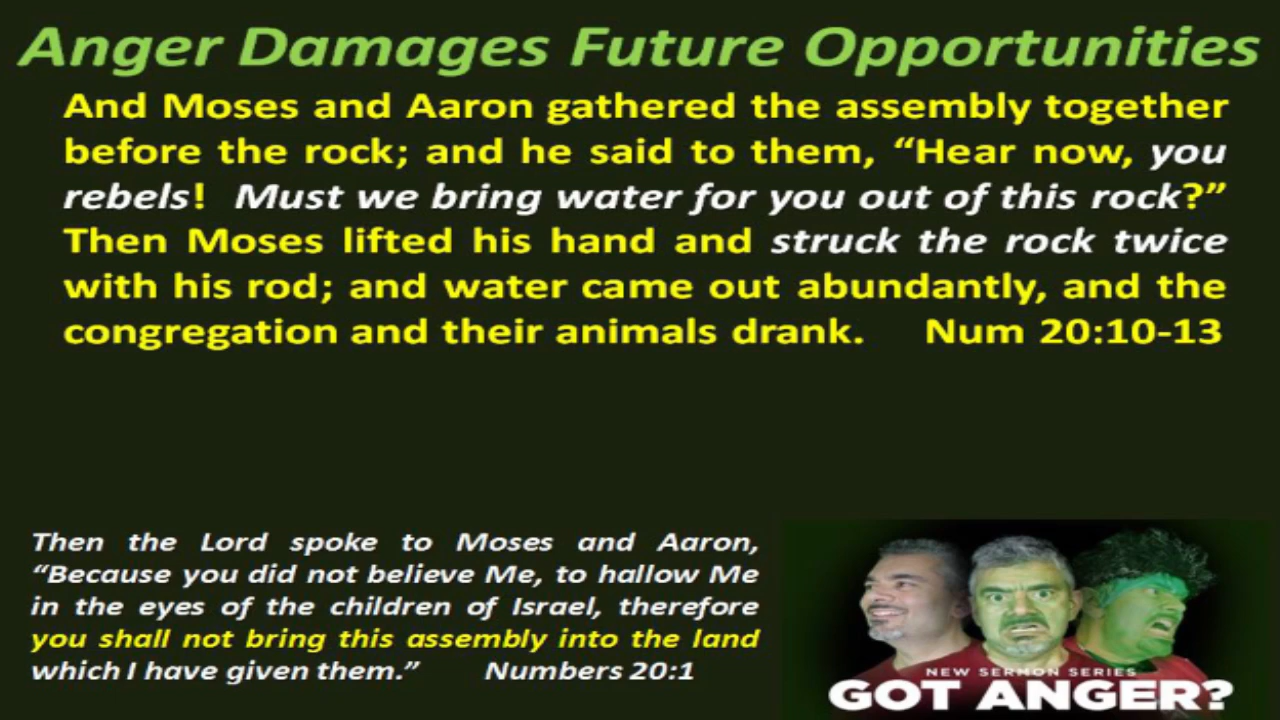 Anger Damages Future Opportunities
And Moses and Aaron gathered the assembly together
before the rock; and he said to them, “Hear now, you
rebels!  Must we bring water for you out of this rock?”
Then Moses lifted his hand and struck the rock twice
with his rod; and water came out abundantly, and the
congregation and their animals drank.    Num 20:10-13
Then the Lord spoke to Moses and Aaron,
“Because you did not believe Me, to hallow Me
in the eyes of the children of Israel, therefore
you shall not bring this assembly into the land
which I have given them.”    Numbers 20:1
NEW SERMON SERIES
GOT ANGER?